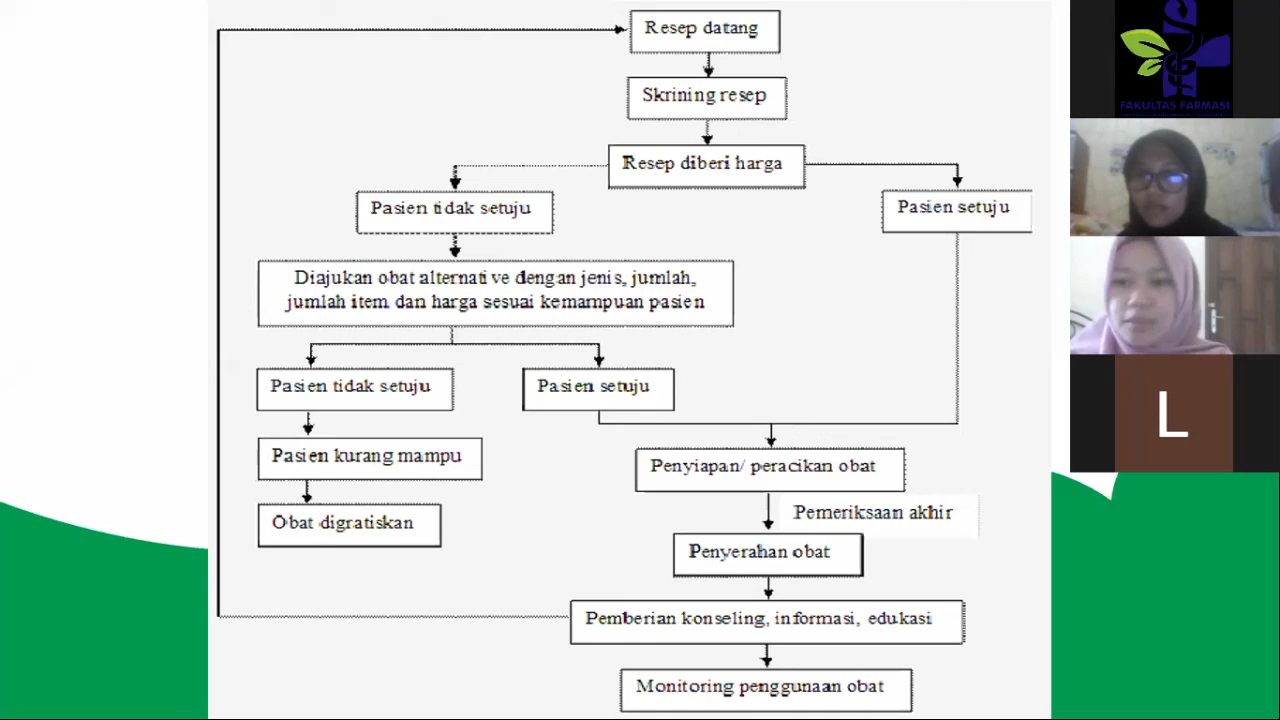 Resep datang
Skrining resep
Resep diberi harga
Pasien tidak setuju
Pasien setuju
Diajukan obat alternative dengan jenis, jumlah,
jumlah item dan harga sesuai kemampuan pasien
Pasien tidak setuju
Pasien setuju
Pasien kurang mampu
Penyiapan/ peracikan obat
Pemeriksaan akhir
Obat digratiskan
Penyerahan obat
Pemberian konseling, informasi, edukasi
Monitoring penggunaan obat
FAKULTAS FARMASI
L